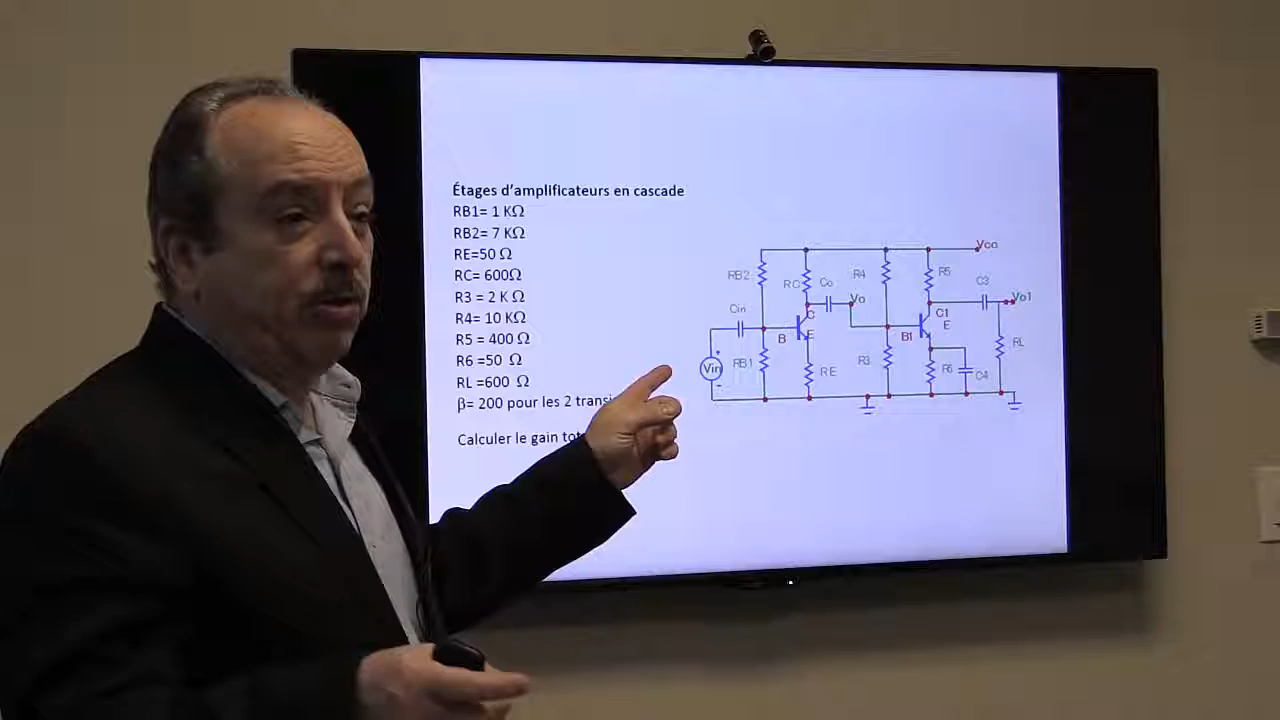 Étages d'amplificateurs en cascade
RB1= 1 KΩ
RB2= 7 KΩ
RE=50 Ω
RC= 600Ω
R3 = 2 K Ω
R4= 10 KΩ
R5 = 400 Ω
R6 =50 Ω
RL =600 Ω
β= 200 pour les 2
Calculer le gain
Vcc
RB2
RC
Co
R4
R5
C3
Vo
Vo1
Cin
C
C1
B
E
B1
E
Vin
RB1
RE
R3
R6
C4
RL